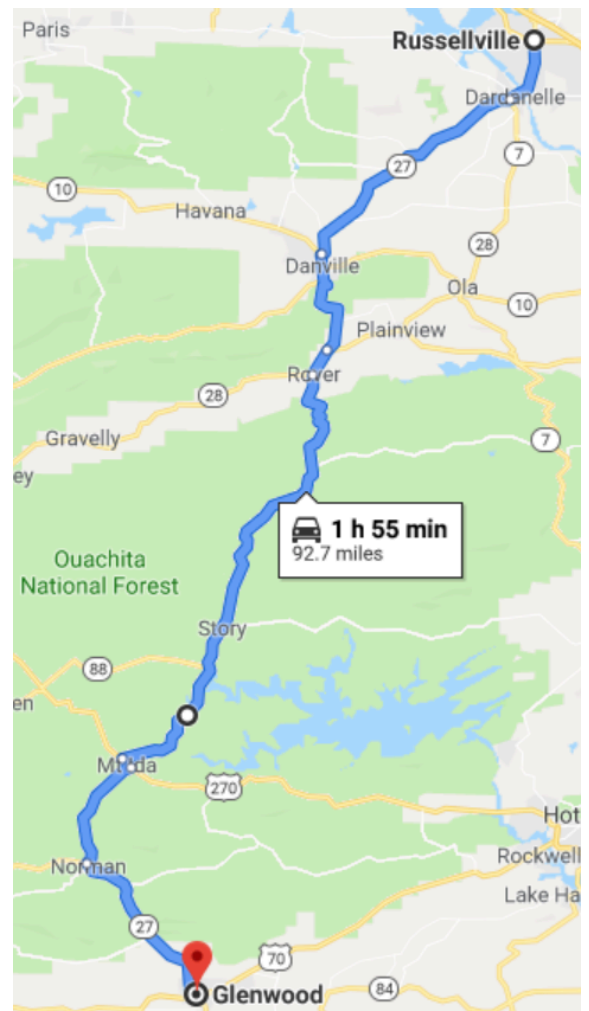 Paris
Russellville
Dardanelle
27
7
10
Havana
28
Danville
Ola
10
Plainview
Rover
28
Gravelly
7
ey
1 h 55 min
92.7 miles
Ouachita
National Forest
Story
88
en
Mt Ida
270
Hot
Rockwell
Norman
Lake Ha
27
70
84
Glenwood